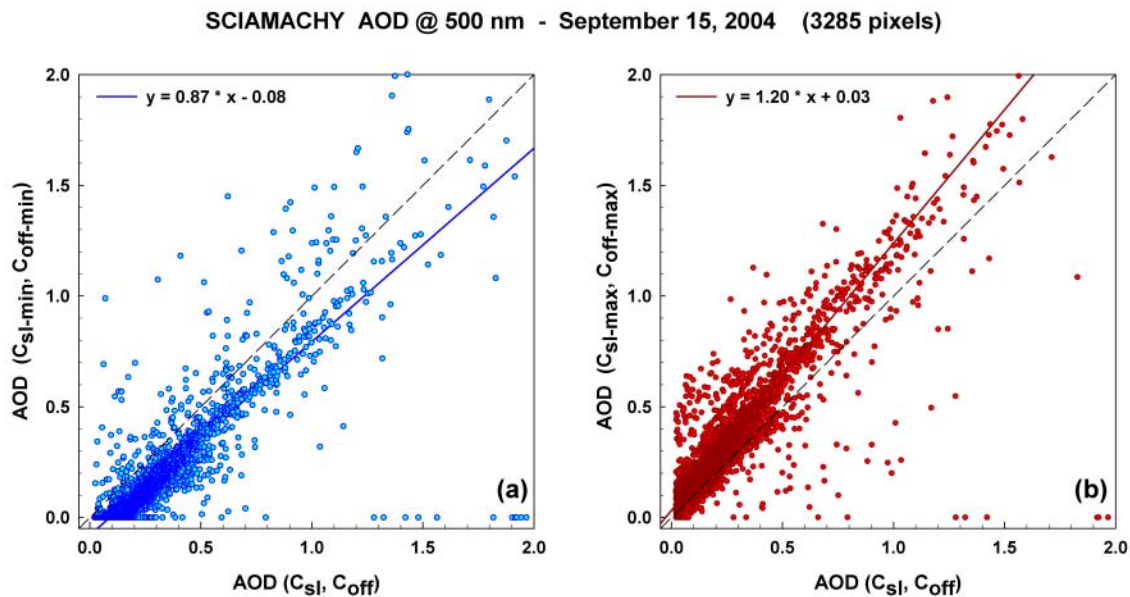 SCIAMACHY AOD @ 500 nm - September 15, 2004 (3285 pixels)
y = 0.87 * x - 0.08
2.0
1.5
1.0
0.5
0.0
AOD (Csl-min, Coff-min)
(a)
0.0 0.5 1.0 1.5 2.0
AOD (Csl, Coff)
y = 1.20 * x + 0.03
2.0
1.5
1.0
0.5
0.0
AOD (Csl-max, Coff-max)
(b)
0.0 0.5 1.0 1.5 2.0
AOD (Csl, Coff)